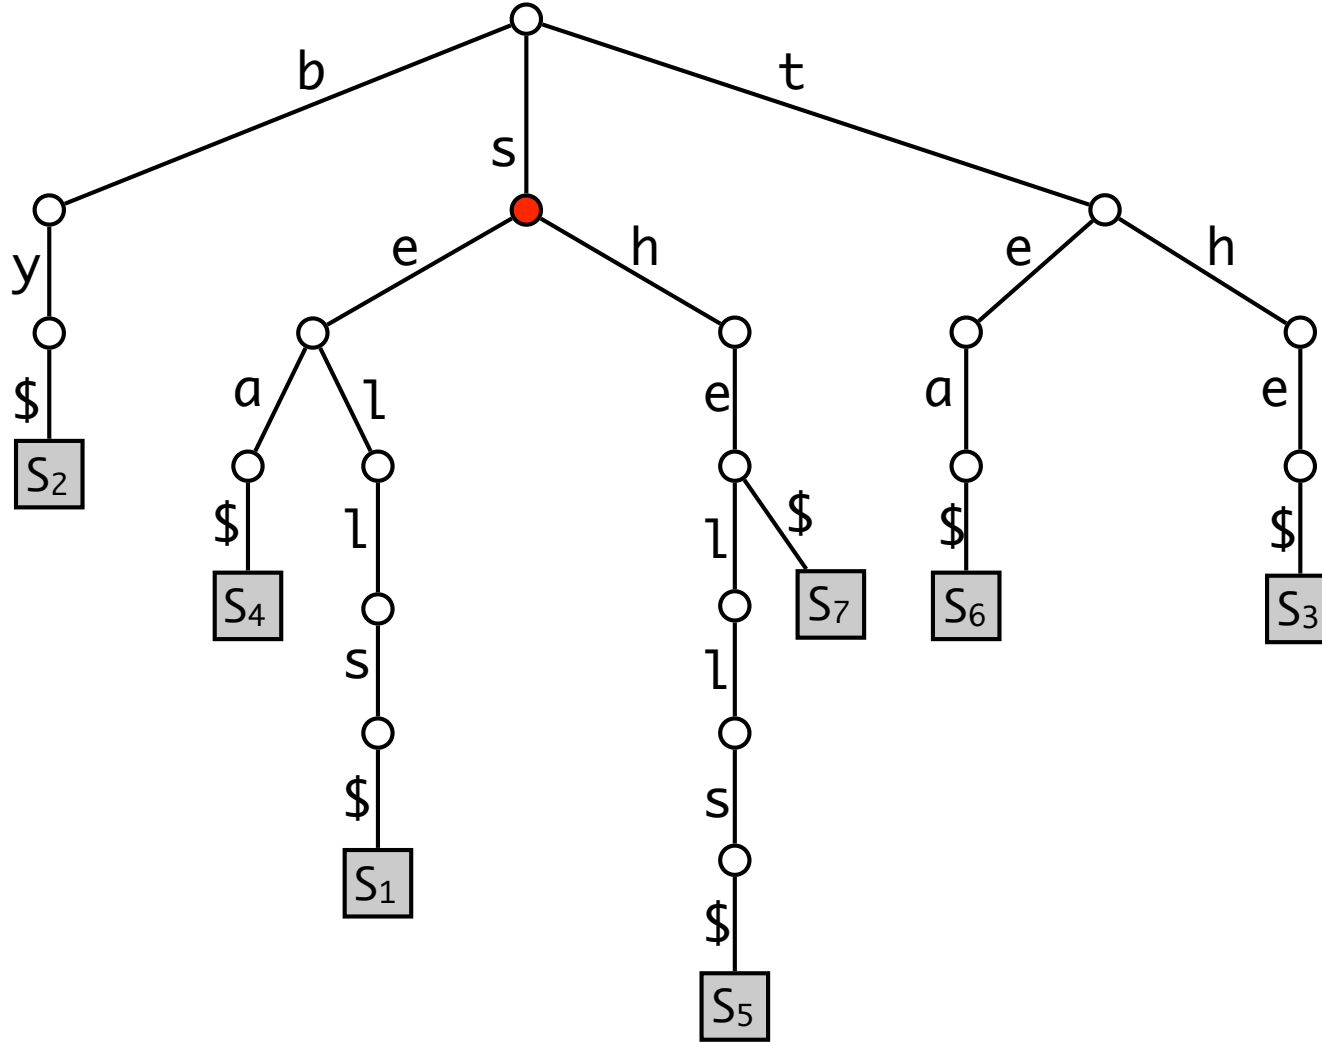 b t
s
y e h e h
a l e a e
$
S₂
$ l l $ S₇ $ $
S₄ S₆ S₃
s l
$ s
S₁
$
S₅